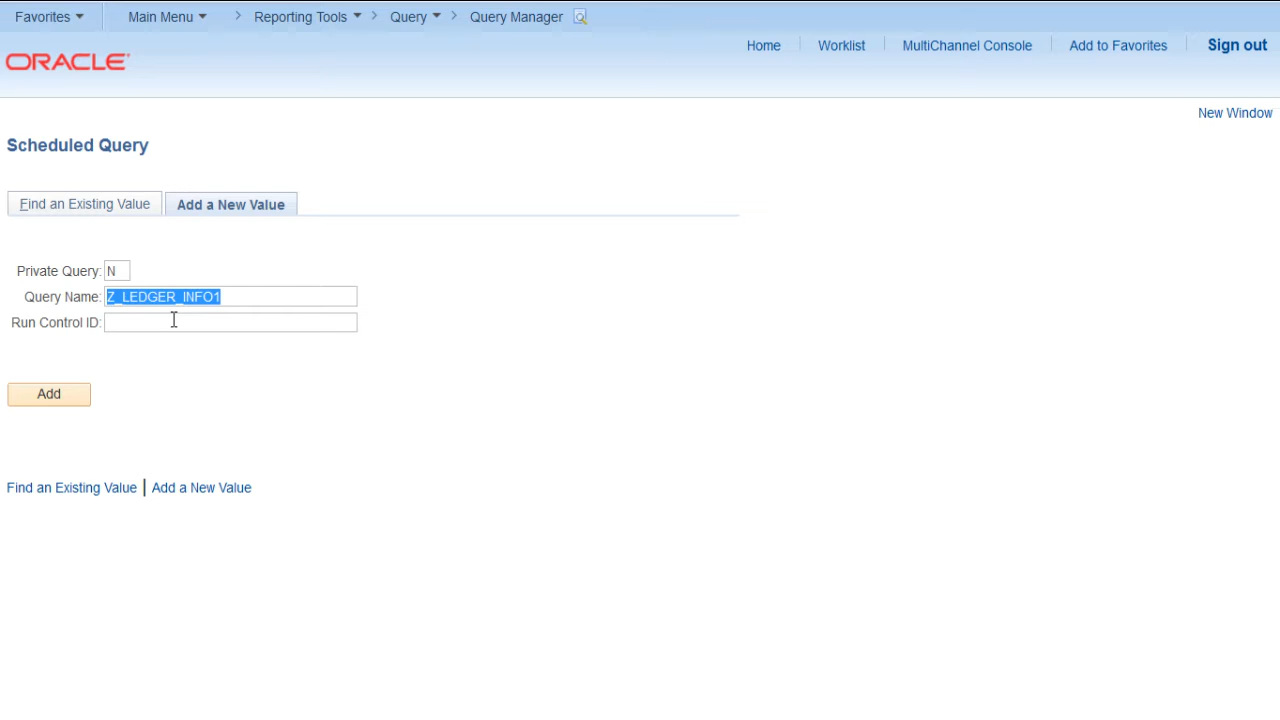 Favorites Main Menu > Reporting Tools > Query > Query Manager
Home Worklist MultiChannel Console Add to Favorites Sign out
ORACLE
New Window
Scheduled Query
Find an Existing Value Add a New Value
Private Query: N
Query Name: Z_LEDGER_INFO1
Run Control ID:
Add
Find an Existing Value | Add a New Value